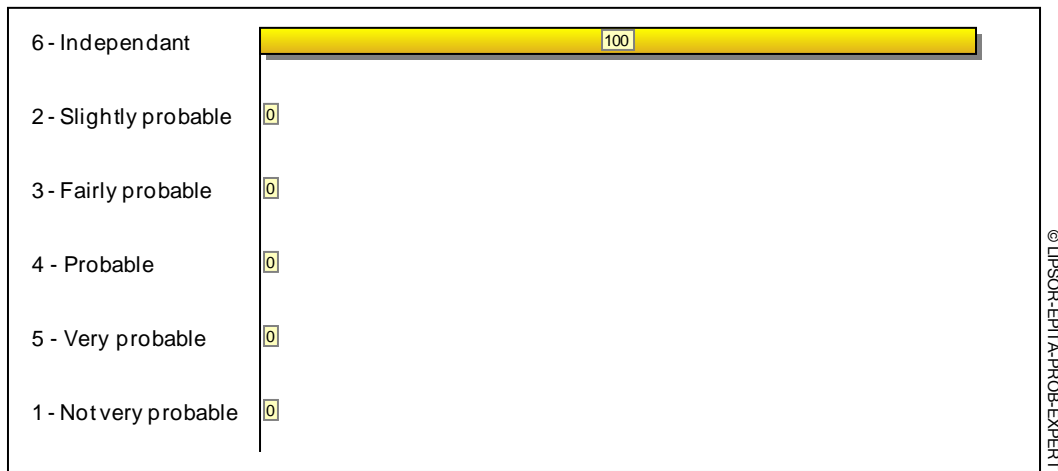 6 - Independant
100
2 - Slightly probable
0
3 - Fairly probable
0
4 - Probable
0
5 - Very probable
0
1 - Not very probable
0
© LIPSOR-EPITA-PROB-EXPERT